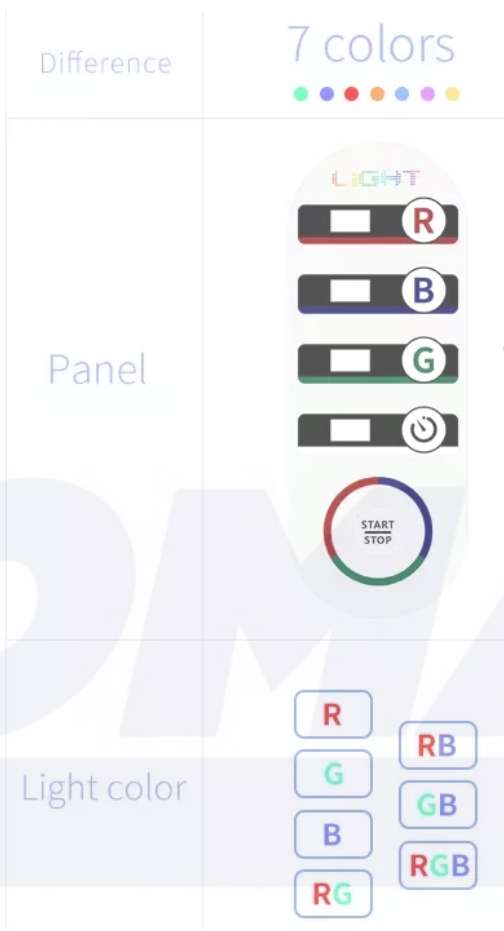 Difference
7 colors
LIGHT
R
B
Panel
G
START
STOP
R
RB
G
Light color
GB
B
RGB
RG